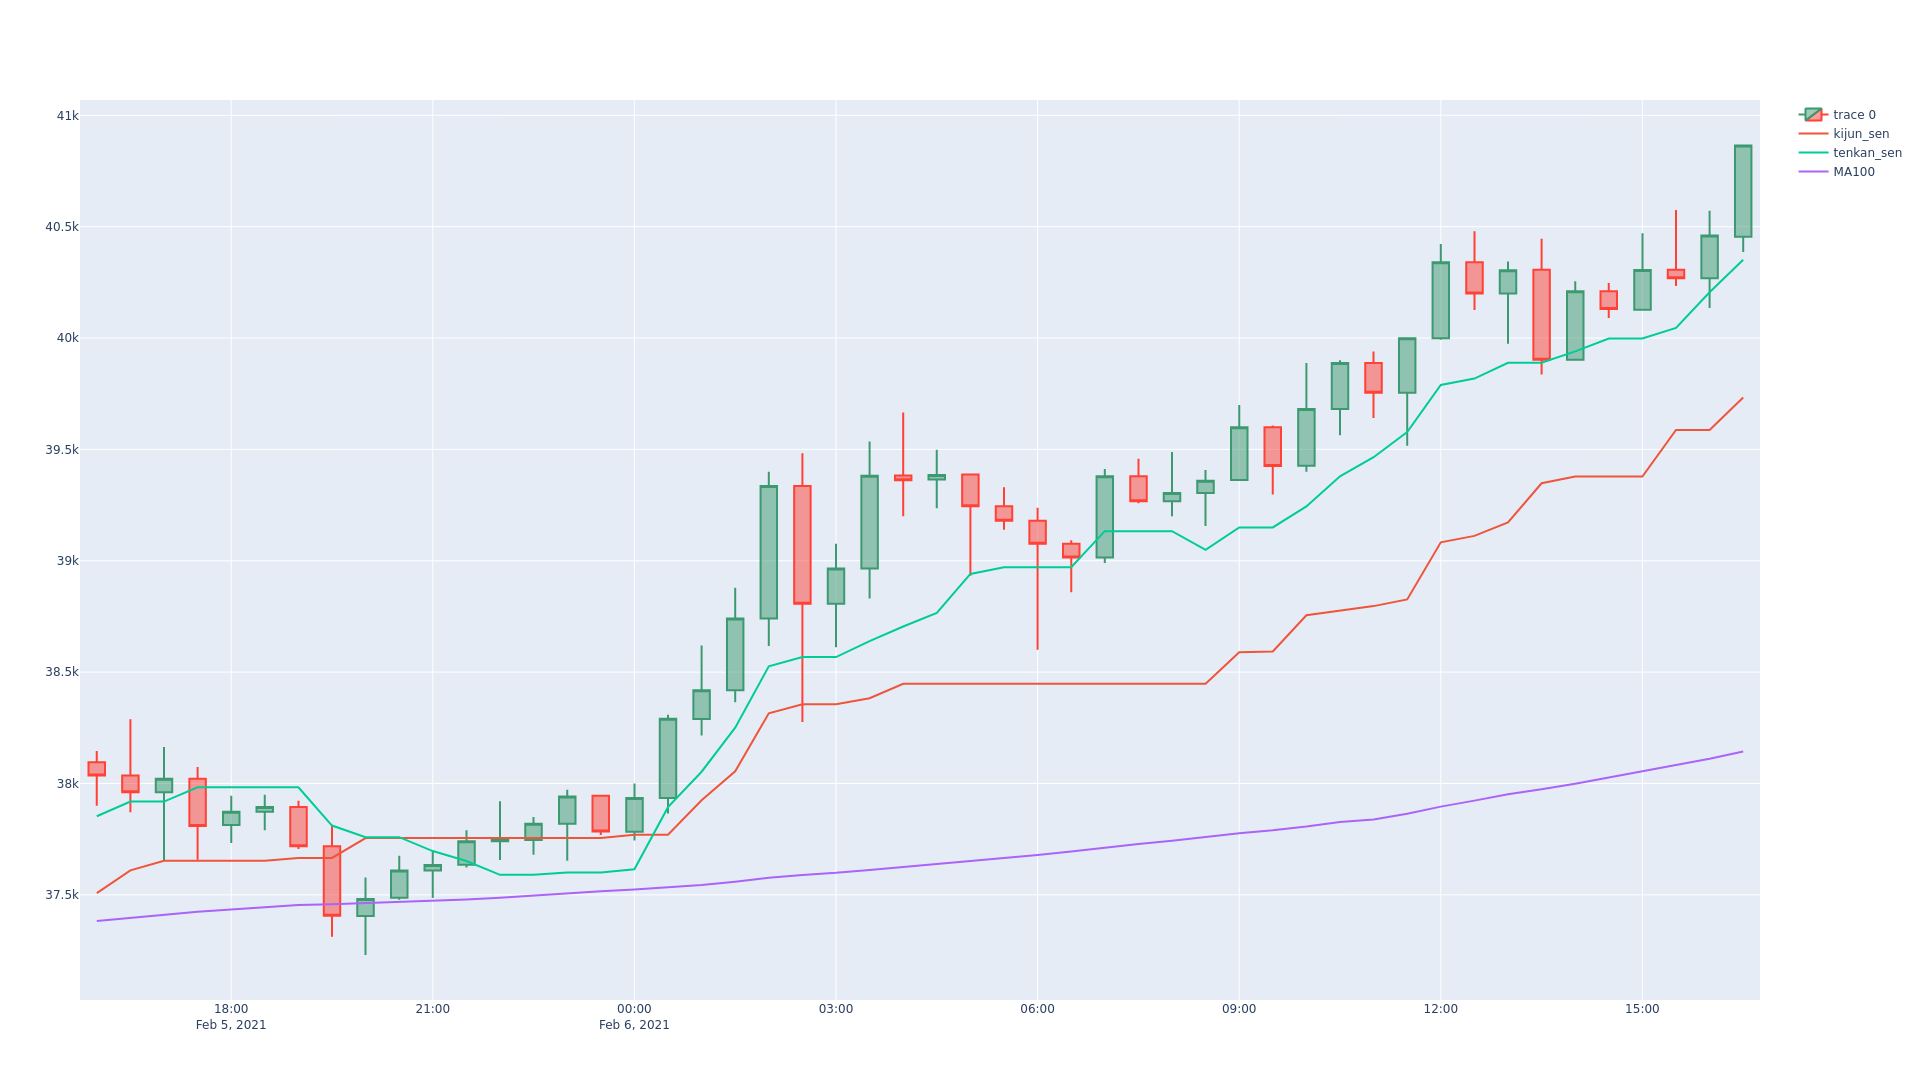 41k
40.5k
40k
39.5k
39k
38.5k
38k
37.5k
18:00
Feb 5, 2021
21:00
00:00
Feb 6, 2021
03:00
06:00
09:00
12:00
15:00
trace 0
kijun_sen
tenkan_sen
MA100